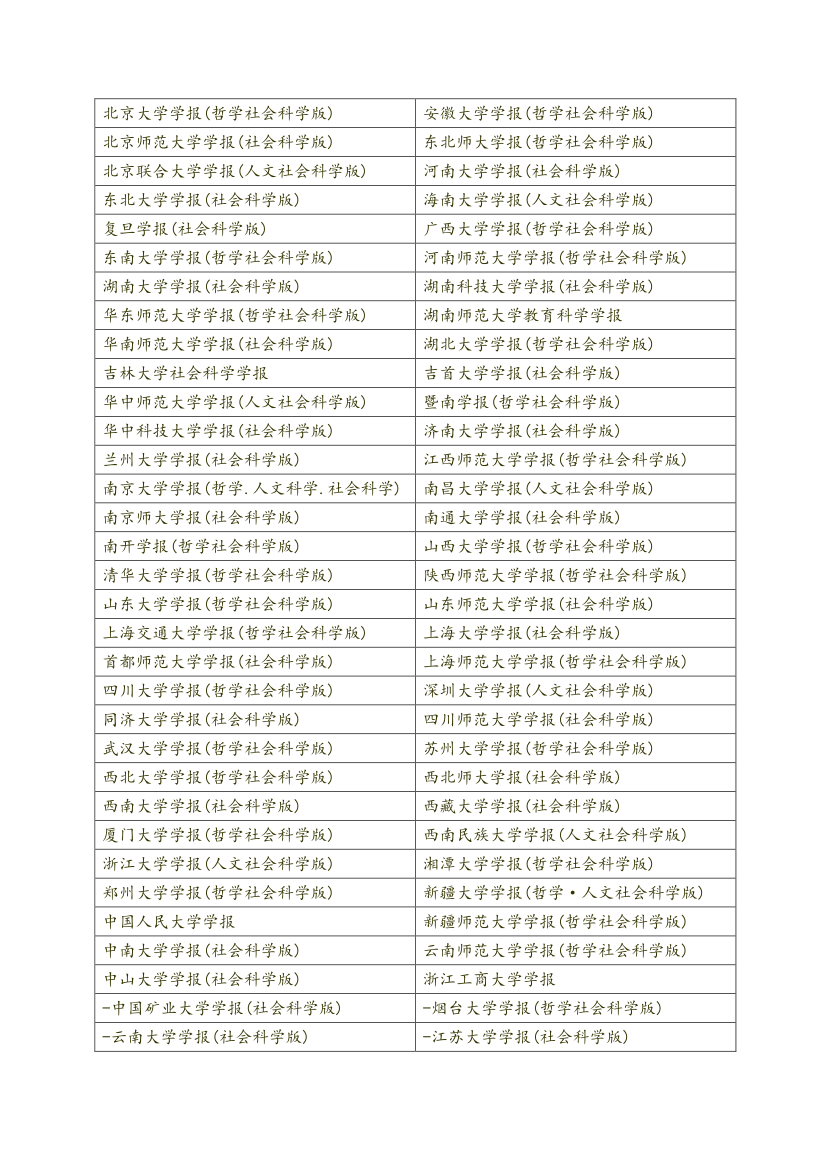 北京大学学报(哲学社会科学版) 安徽大学学报(哲学社会科学版)
北京师范大学学报(社会科学版) 东北师大学报(哲学社会科学版)
北京联合大学学报(人文社会科学版) 河南大学学报(社会科学版)
东北大学学报(社会科学版) 海南大学学报(人文社会科学版)
复旦学报(社会科学版) 广西大学学报(哲学社会科学版)
东南大学学报(哲学社会科学版) 河南师范大学学报(哲学社会科学版)
湖南大学学报(社会科学版) 湖南科技大学学报(社会科学版)
华东师范大学学报(哲学社会科学版) 湖南师范大学教育科学学报
华南师范大学学报(社会科学版) 湖北大学学报(哲学社会科学版)
吉林大学社会科学学报 吉首大学学报(社会科学版)
华中师范大学学报(人文社会科学版) 暨南学报(哲学社会科学版)
华中科技大学学报(社会科学版) 济南大学学报(社会科学版)
兰州大学学报(社会科学版) 江西师范大学学报(哲学社会科学版)
南京大学学报(哲学.人文科学.社会科学) 南昌大学学报(人文社会科学版)
南京师大学报(社会科学版) 南通大学学报(社会科学版)
南开学报(哲学社会科学版) 山西大学学报(哲学社会科学版)
清华大学学报(哲学社会科学版) 陕西师范大学学报(哲学社会科学版)
山东大学学报(哲学社会科学版) 山东师范大学学报(社会科学版)
上海交通大学学报(哲学社会科学版) 上海大学学报(社会科学版)
首都师范大学学报(社会科学版) 上海师范大学学报(哲学社会科学版)
四川大学学报(哲学社会科学版) 深圳大学学报(人文社会科学版)
同济大学学报(社会科学版) 四川师范大学学报(社会科学版)
武汉大学学报(哲学社会科学版) 苏州大学学报(哲学社会科学版)
西北大学学报(哲学社会科学版) 西北师大学报(社会科学版)
西南大学学报(社会科学版) 西藏大学学报(社会科学版)
厦门大学学报(哲学社会科学版) 西南民族大学学报(人文社会科学版)
浙江大学学报(人文社会科学版) 湘潭大学学报(哲学社会科学版)
郑州大学学报(哲学社会科学版) 新疆大学学报(哲学·人文社会科学版)
中国人民大学学报 新疆师范大学学报(哲学社会科学版)
中南大学学报(社会科学版) 云南师范大学学报(哲学社会科学版)
中山大学学报(社会科学版) 浙江工商大学学报
-中国矿业大学学报(社会科学版) -烟台大学学报(哲学社会科学版)
-云南大学学报(社会科学版) -江苏大学学报(社会科学版)